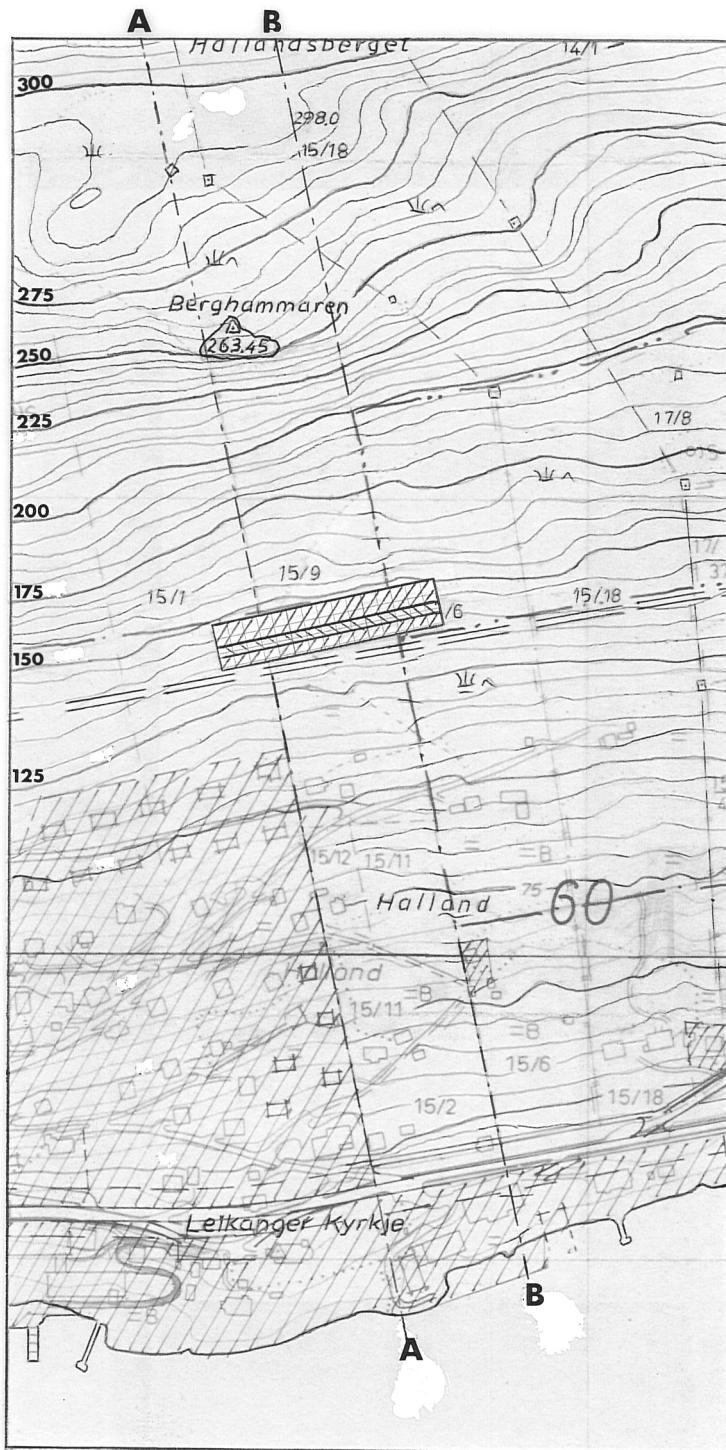 A B
Hallandsberget
14/1
300
298.0
15/18
275
Berghammaren
263.45
250
225
17/8
200
175
15/9
15/1
15/18
/6
150
125
15/12 15/11
=B
75
60
Halland
Halland
=B
15/11
=B
15/6
15/2
15/18
Leikanger Kyrkje
=B
B
A